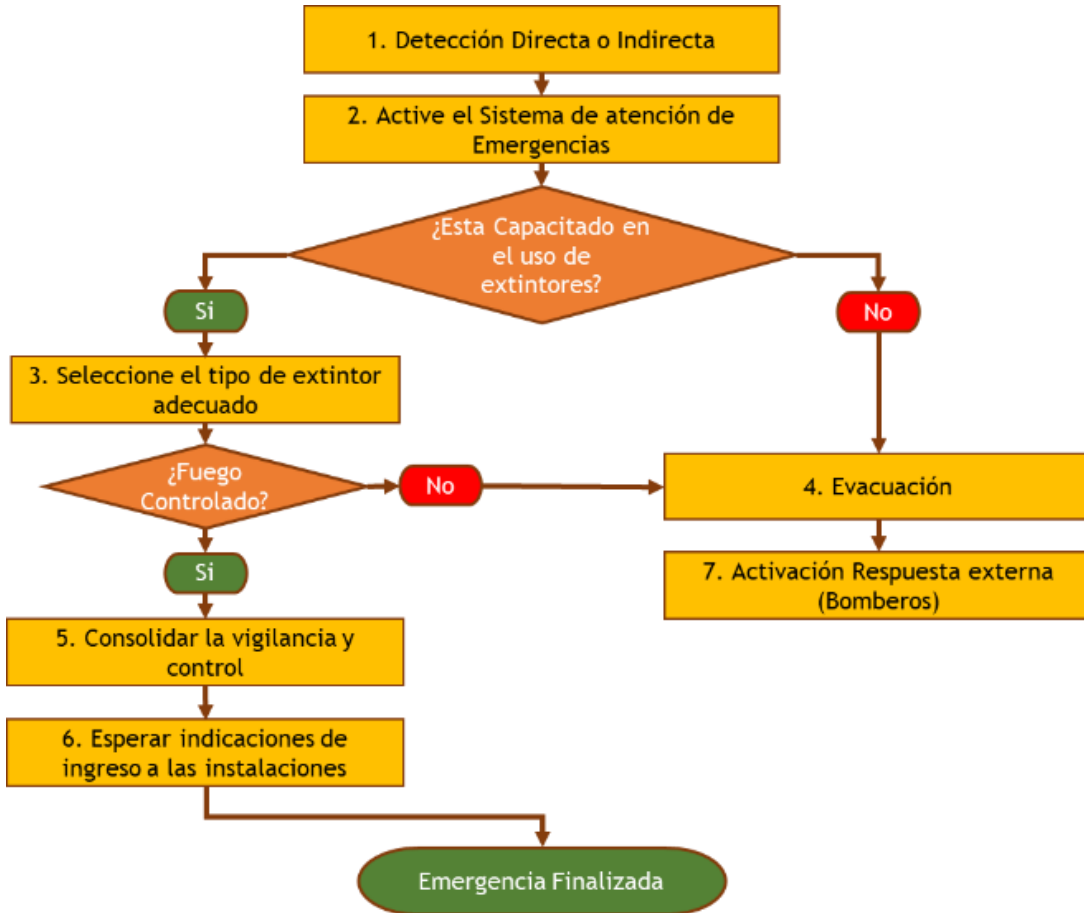 1. Detección Directa o Indirecta
2. Active el Sistema de atención de
Emergencias
¿Esta Capacitado en
el uso de
extintores?
Si
No
3. Seleccione el tipo de extintor
adecuado
¿Fuego
Controlado?
No
4. Evacuación
Si
7. Activación Respuesta externa
(Bomberos)
5. Consolidar la vigilancia y
control
6. Esperar indicaciones de
ingreso a las instalaciones
Emergencia Finalizada